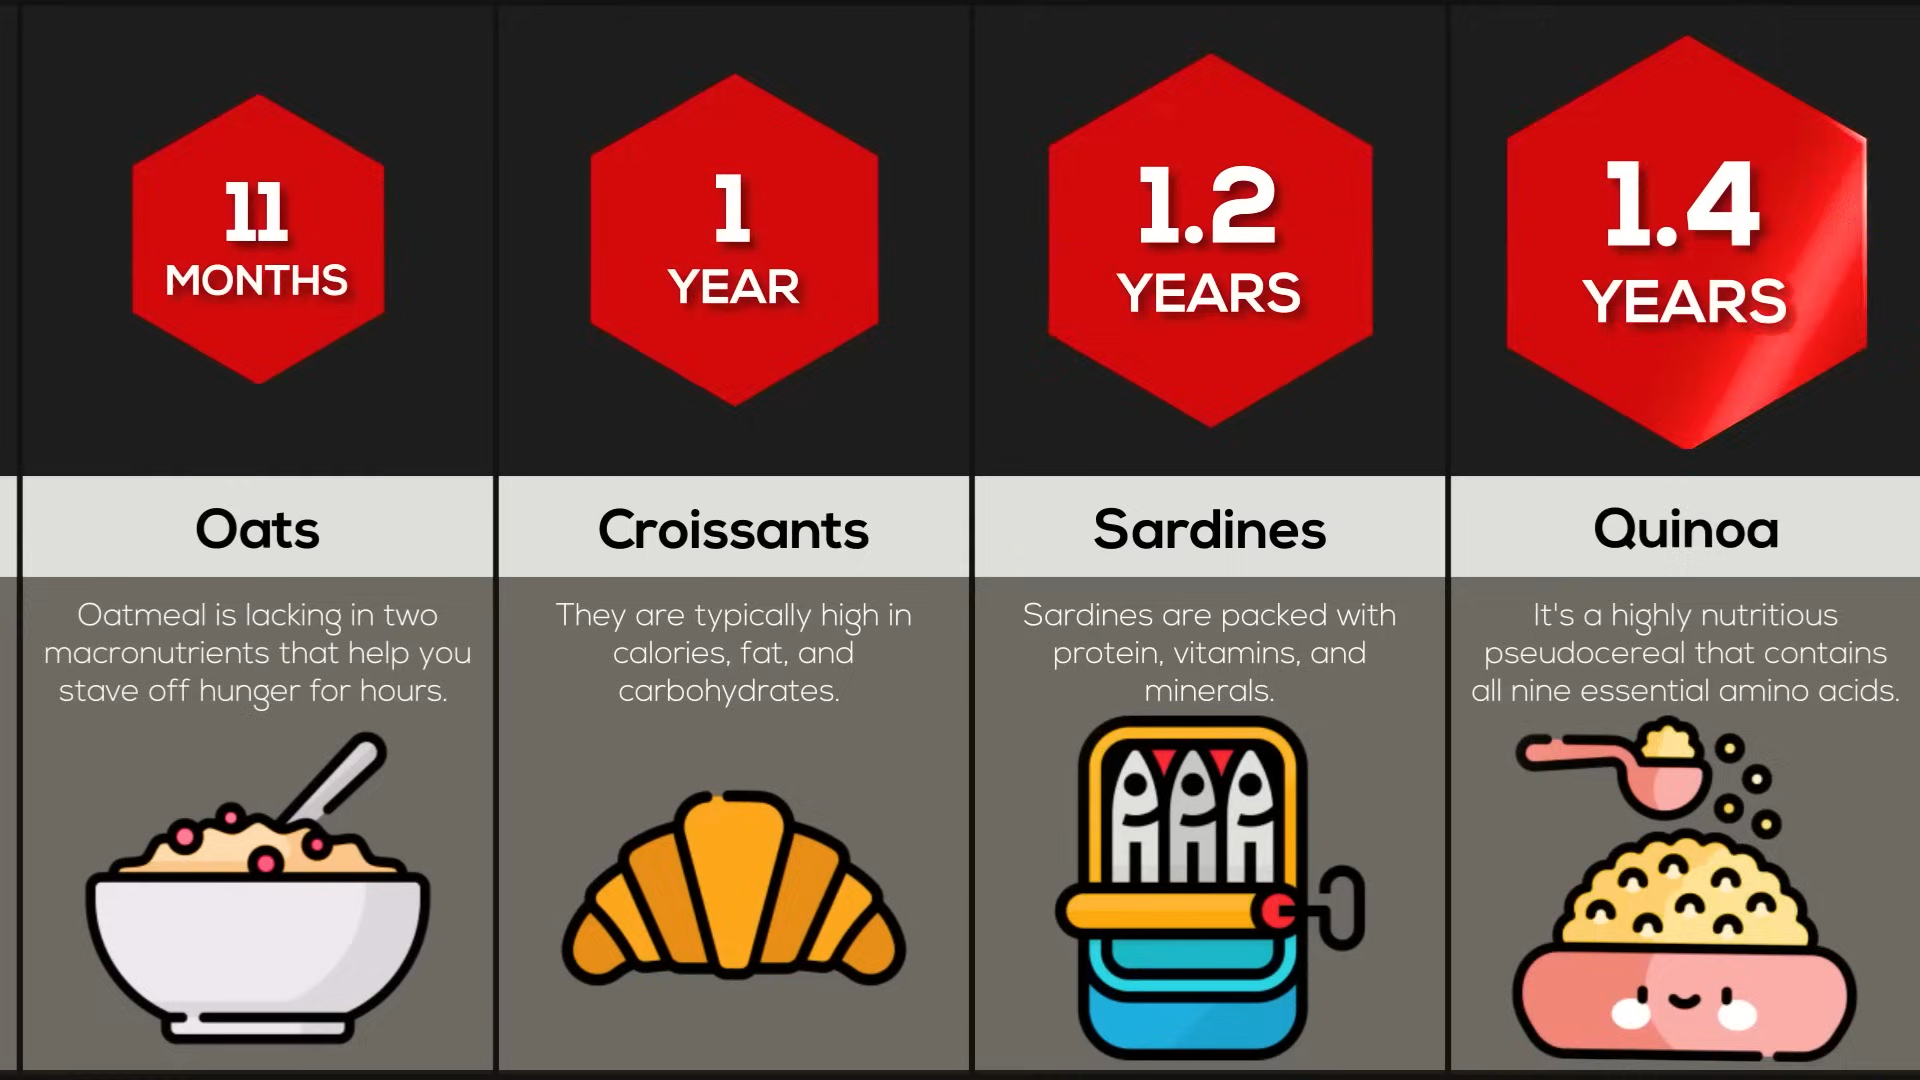 11
MONTHS
Oats
Oatmeal is lacking in two
macronutrients that help you
stave off hunger for hours.
1
YEAR
Croissants
They are typically high in
calories, fat, and
carbohydrates.
1.2
YEARS
Sardines
Sardines are packed with
protein, vitamins, and
minerals.
1.4
YEARS
Quinoa
It's a highly nutritious
pseudocereal that contains
all nine essential amino acids.